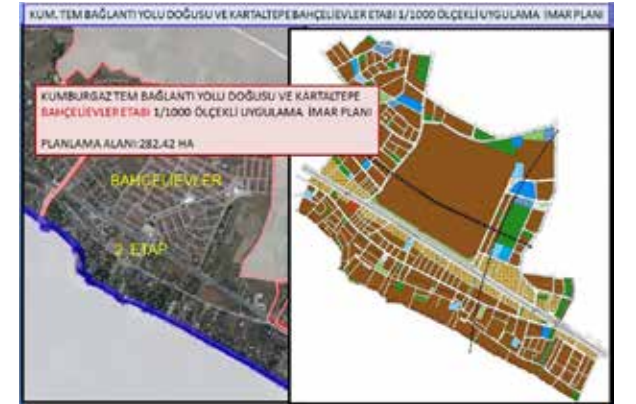 KUM. TEM BAĞLANTI YOLU DOĞUSU VE KARTALTEPE BAHÇELİEVLER ETABI 1/1000 ÖLÇEKLİ UYGULAMA İMAR PLANI
KUMBURGAZ TEM BAĞLANTI YOLU DOĞUSU VE KARTALTEPE
BAHÇELİEVLER ETABI 1/1000 ÖLÇEKLİ UYGULAMA İMAR PLANI
PLANLAMA ALANI:282.42 HA
BAHÇELİEVLER
2. ETAP